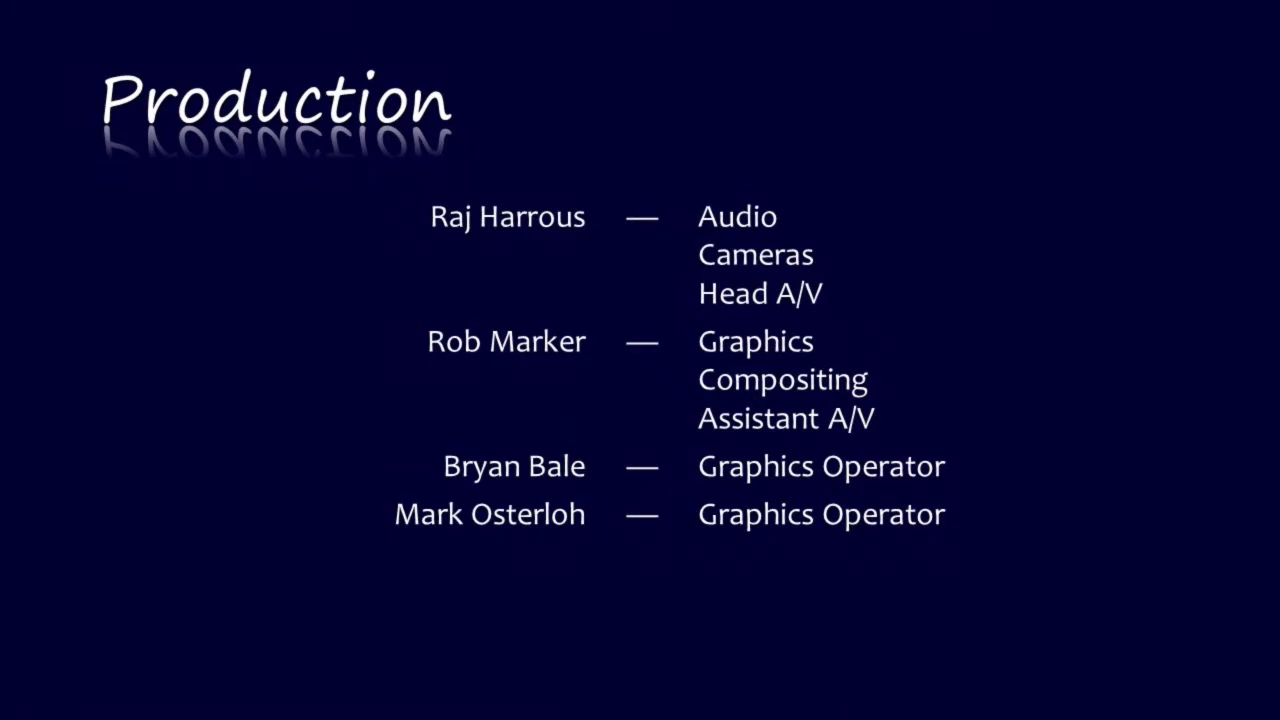 Production
Raj Harrous — Audio
Cameras
Head A/V
Rob Marker — Graphics
Compositing
Assistant A/V
Bryan Bale — Graphics Operator
Mark Osterloh — Graphics Operator